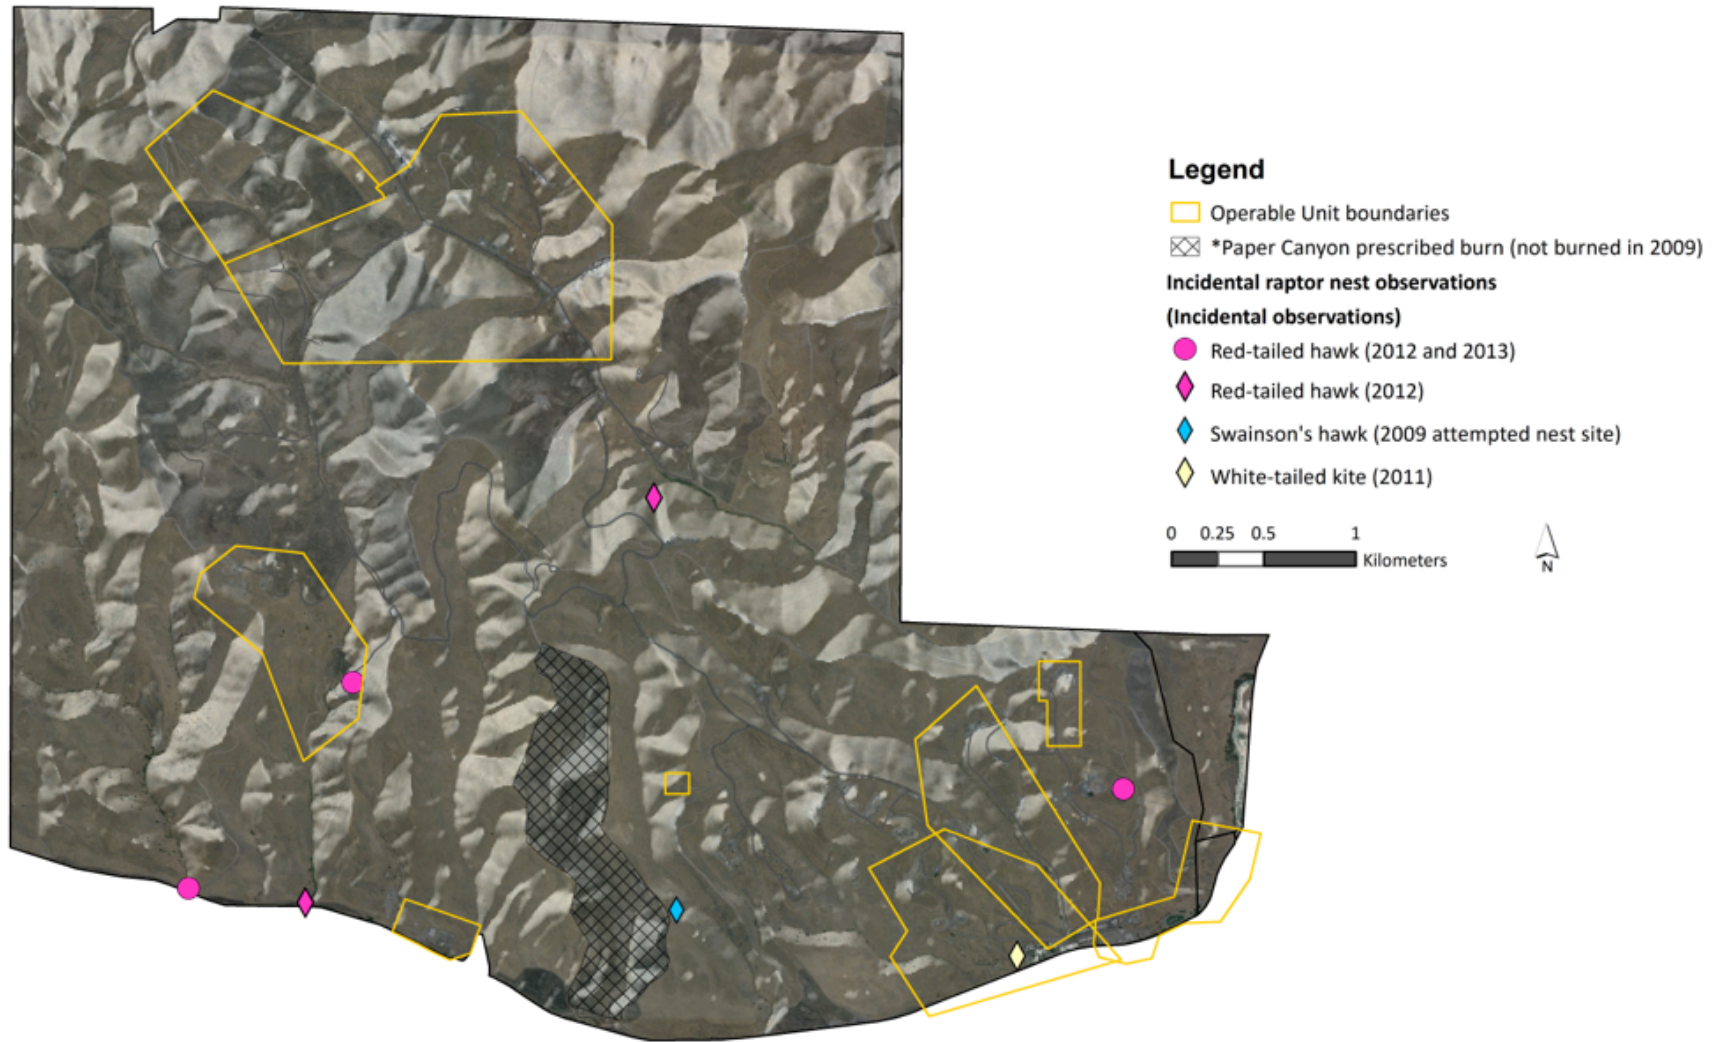 Legend
Operable Unit boundaries
*Paper Canyon prescribed burn (not burned in 2009)
Incidental raptor nest observations
(Incidental observations)
Red-tailed hawk (2012 and 2013)
Red-tailed hawk (2012)
Swainson's hawk (2009 attempted nest site)
White-tailed kite (2011)
0 0.25 0.5 1
Kilometers
N